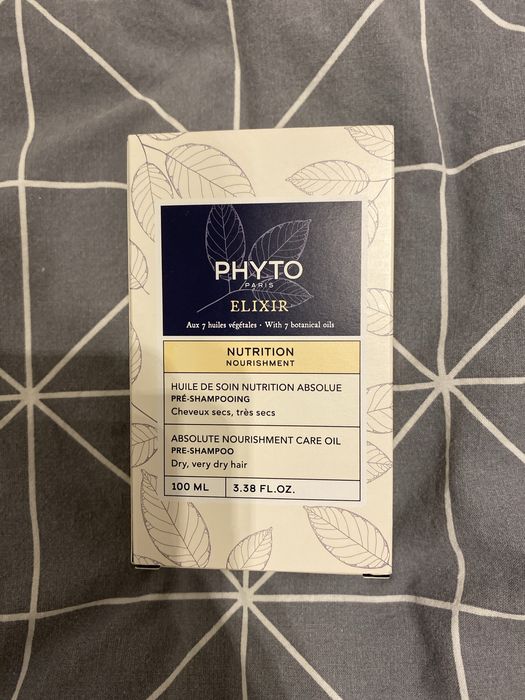 PHYTO
PARIS
ELIXIR
Aux 7 huiles végétales · With 7 botanical oils
NUTRITION
NOURISHMENT
HUILE DE SOIN NUTRITION ABSOLUE
PRÉ-SHAMPOOING
Cheveux secs, très secs
ABSOLUTE NOURISHMENT CARE OIL
PRE-SHAMPOO
Dry, very dry hair
100 ML 3.38 FL.OZ.